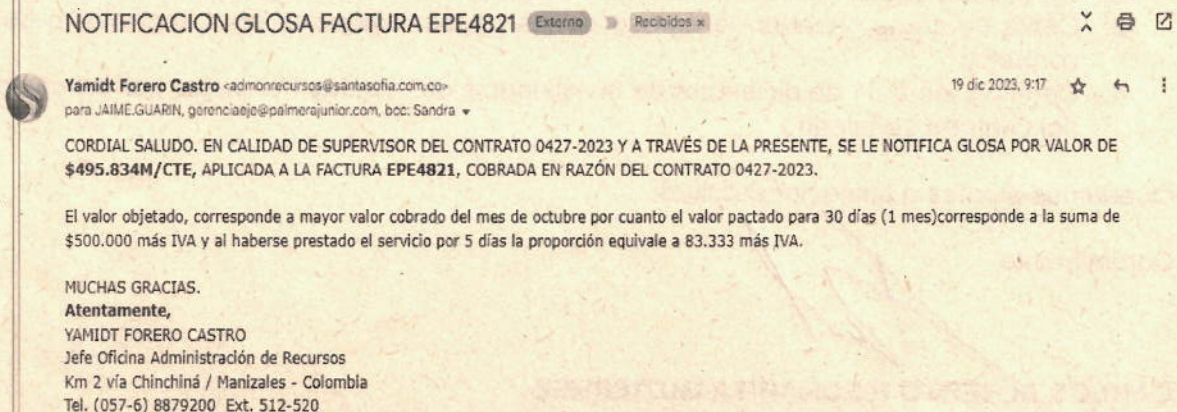 NOTIFICACION GLOSA FACTURA EPE4821 Externo Recibidos x
Yamidt Forero Castro <admonrecursos@santasofia.com.co> 19 dic 2023, 9:17
para JAIME.GUARIN, gerenciaeje@palmerajunior.com, bcc: Sandra
CORDIAL SALUDO. EN CALIDAD DE SUPERVISOR DEL CONTRATO 0427-2023 Y A TRAVÉS DE LA PRESENTE, SE LE NOTIFICA GLOSA POR VALOR DE
$495.834M/CTE, APLICADA A LA FACTURA EPE4821, COBRADA EN RAZÓN DEL CONTRATO 0427-2023.
El valor objetado, corresponde a mayor valor cobrado del mes de octubre por cuanto el valor pactado para 30 días (1 mes)corresponde a la suma de
$500.000 más IVA y al haberse prestado el servicio por 5 días la proporción equivale a 83.333 más IVA.
MUCHAS GRACIAS.
Atentamente,
YAMIDT FORERO CASTRO
Jefe Oficina Administración de Recursos
Km 2 vía Chinchiná / Manizales - Colombia
Tel. (057-6) 8879200 Ext. 512-520